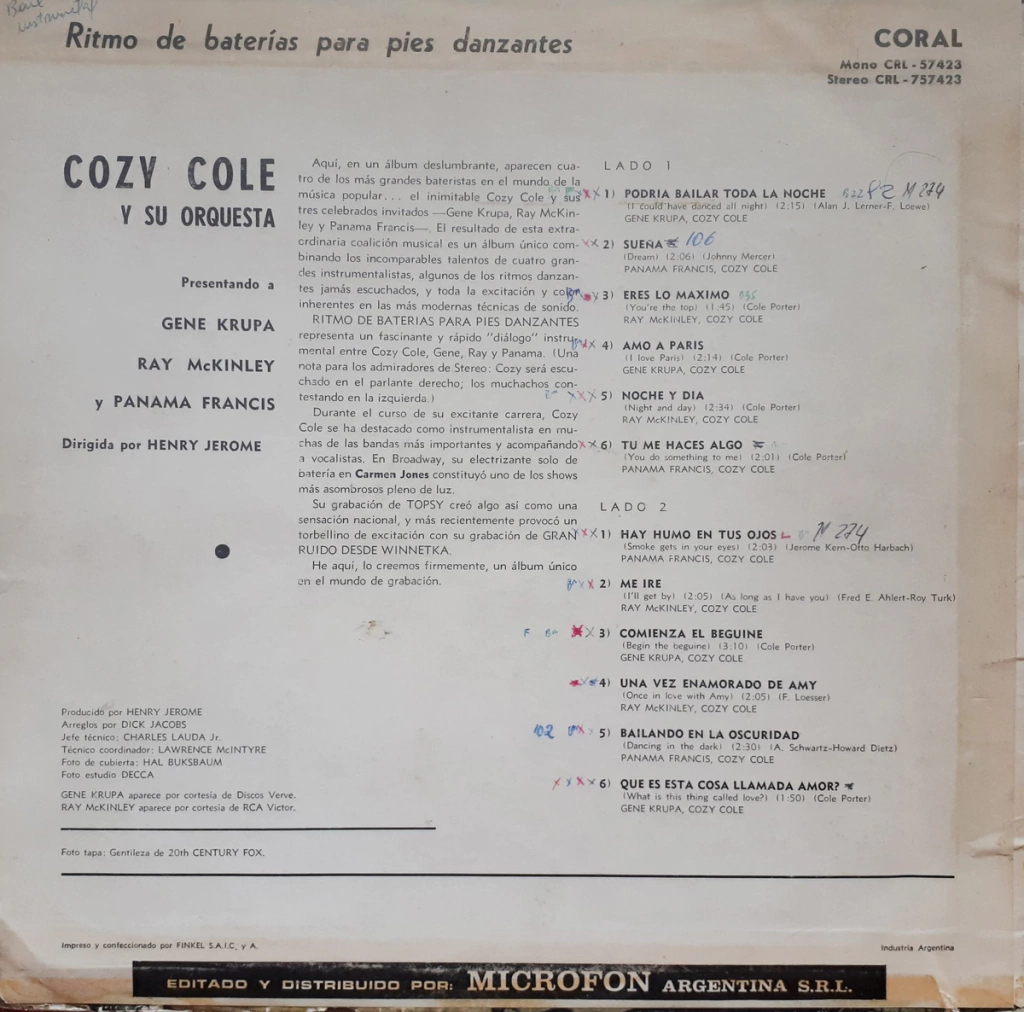 Bail
instrumental
Ritmo de baterías para pies danzantes
CORAL
Mono CRL - 57423
Stereo CRL - 757423
COZY COLE
Y SU ORQUESTA
Presentando a
GENE KRUPA
RAY McKINLEY
y PANAMA FRANCIS
Dirigida por HENRY JEROME
Aquí, en un álbum deslumbrante, aparecen cua-
tro de los más grandes bateristas en el mundo de la
música popular... el inimitable Cozy Cole y sus
tres celebrados invitados —Gene Krupa, Ray McKin-
ley y Panama Francis—. El resultado de esta extra-
ordinaria coalición musical es un álbum único com-
binando los incomparables talentos de cuatro gran-
des instrumentalistas, algunos de los ritmos danzan-
tes jamás escuchados, y toda la excitación y color
inherentes en las más modernas técnicas de sonido.
RITMO DE BATERIAS PARA PIES DANZANTES
representa un fascinante y rápido "diálogo" instru-
mental entre Cozy Cole, Gene, Ray y Panama. (Una
nota para los admiradores de Stereo: Cozy será escu-
chado en el parlante derecho; los muchachos con-
testando en la izquierda.)
Durante el curso de su excitante carrera, Cozy
Cole se ha destacado como instrumentalista en mu-
chas de las bandas más importantes y acompañando
a vocalistas. En Broadway, su electrizante solo de
batería en Carmen Jones constituyó uno de los shows
más asombrosos pleno de luz.
Su grabación de TOPSY creó algo así como una
sensación nacional, y más recientemente provocó un
torbellino de excitación con su grabación de GRAN
RUIDO DESDE WINNETKA.
He aquí, lo creemos firmemente, un álbum único
en el mundo de grabación.
LADO 1
1) PODRIA BAILAR TODA LA NOCHE M 274
(I could have danced all night) (2:15) (Alan J. Lerner-F. Loewe)
GENE KRUPA, COZY COLE
2) SUEÑA 106
(Dream) (2:06) (Johnny Mercer)
PANAMA FRANCIS, COZY COLE
3) ERES LO MAXIMO
(You're the top) (1:45) (Cole Porter)
RAY McKINLEY, COZY COLE
4) AMO A PARIS
(I love Paris) (2:14) (Cole Porter)
GENE KRUPA, COZY COLE
5) NOCHE Y DIA
(Night and day) (2:34) (Cole Porter)
RAY McKINLEY, COZY COLE
6) TU ME HACES ALGO
(You do something to me) (2:01) (Cole Porter)
PANAMA FRANCIS, COZY COLE
LADO 2
1) HAY HUMO EN TUS OJOS M 274
(Smoke gets in your eyes) (2:03) (Jerome Kern-Otto Harbach)
PANAMA FRANCIS, COZY COLE
2) ME IRE
(I'll get by) (2:05) (As long as I have you) (Fred E. Ahlert-Roy Turk)
RAY McKINLEY, COZY COLE
3) COMIENZA EL BEGUINE
(Begin the beguine) (3:10) (Cole Porter)
GENE KRUPA, COZY COLE
4) UNA VEZ ENAMORADO DE AMY
(Once in love with Amy) (2:05) (F. Loesser)
RAY McKINLEY, COZY COLE
102 5) BAILANDO EN LA OSCURIDAD
(Dancing in the dark) (2:30) (A. Schwartz-Howard Dietz)
PANAMA FRANCIS, COZY COLE
6) QUE ES ESTA COSA LLAMADA AMOR?
(What is this thing called love?) (1:50) (Cole Porter)
GENE KRUPA, COZY COLE
Producido por HENRY JEROME
Arreglos por DICK JACOBS
Jefe técnico: CHARLES LAUDA Jr.
Técnico coordinador: LAWRENCE McINTYRE
Foto de cubierta: HAL BUKSBAUM
Foto estudio DECCA
GENE KRUPA aparece por cortesía de Discos Verve.
RAY McKINLEY aparece por cortesía de RCA Victor.
Foto tapa: Gentileza de 20th CENTURY FOX.
Impreso y confeccionado por FINKEL S.A.I.C. y A.
Industria Argentina
EDITADO Y DISTRIBUIDO POR: MICROFON ARGENTINA S.R.L.